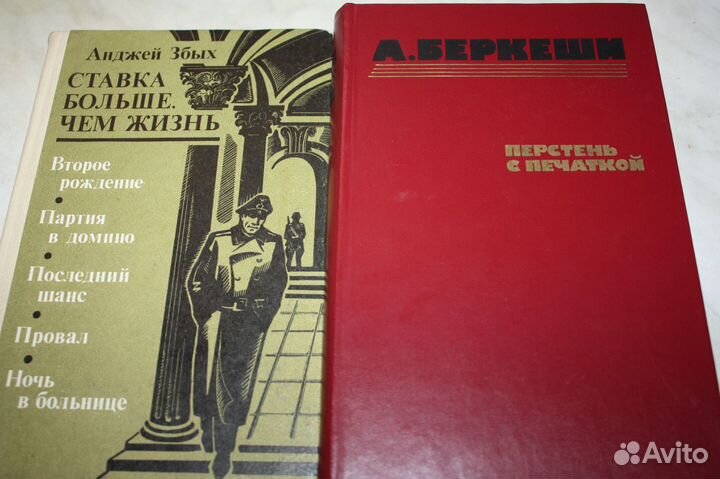 Анджей Збых
СТАВКА
БОЛЬШЕ,
ЧЕМ ЖИЗНЬ
Второе
рождение
•
Партия
в домино
•
Последний
шанс
•
Провал
•
Ночь
в больнице
А.БЕРКЕШИ
ПЕРСТЕНЬ
С ПЕЧАТКОЙ
Avito